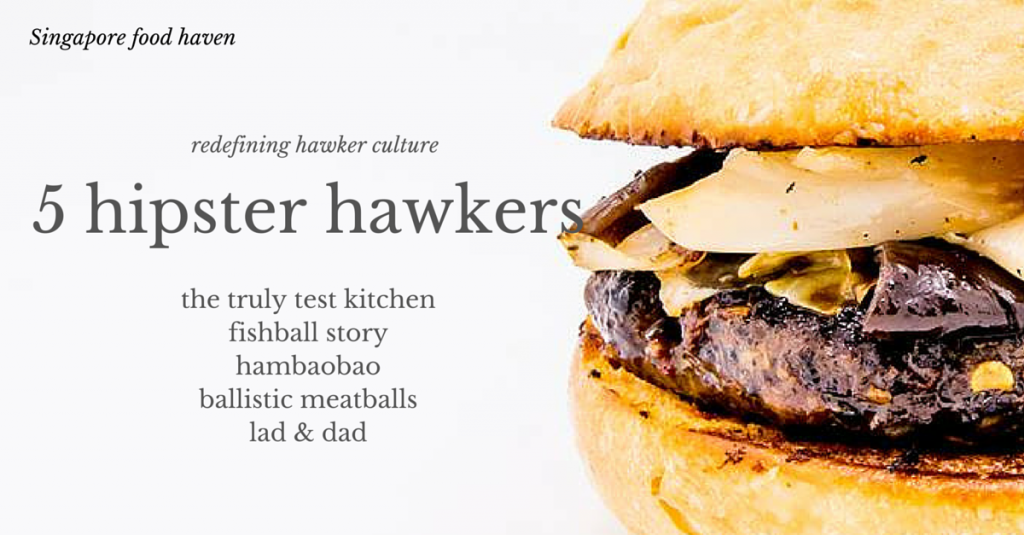 Singapore food haven
redefining hawker culture
5 hipster hawkers
the truly test kitchen
fishball story
hambaobao
ballistic meatballs
lad & dad